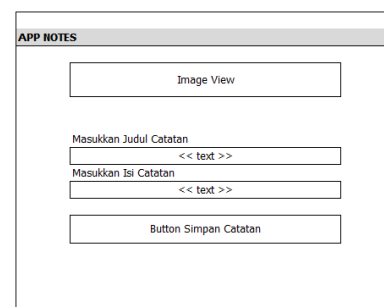 APP NOTES
Image View
Masukkan Judul Catatan
<< text >>
Masukkan Isi Catatan
<< text >>
Button Simpan Catatan